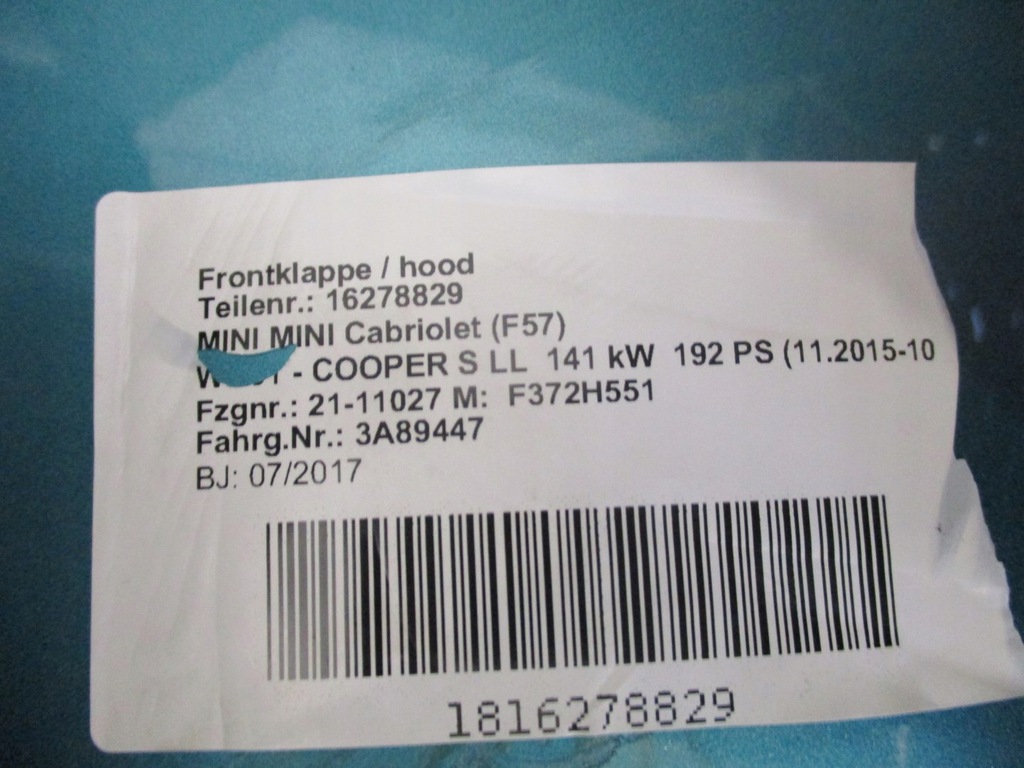 Frontklappe / hood
Teilenr.: 16278829
MINI MINI Cabriolet (F57)
- COOPER S LL 141 kW 192 PS (11.2015-10
Fzgnr.: 21-11027 M: F372H551
Fahrg.Nr.: 3A89447
BJ: 07/2017
1816278829